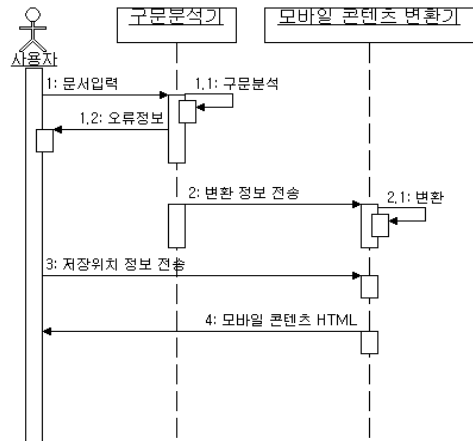 구문분석기
모바일 콘텐츠 변환기
사용자
1: 문서입력
1.1: 구문분석
1.2: 오류정보
2: 변환 정보 전송
2.1: 변환
3: 저장위치 정보 전송
4: 모바일 콘텐츠 HTML